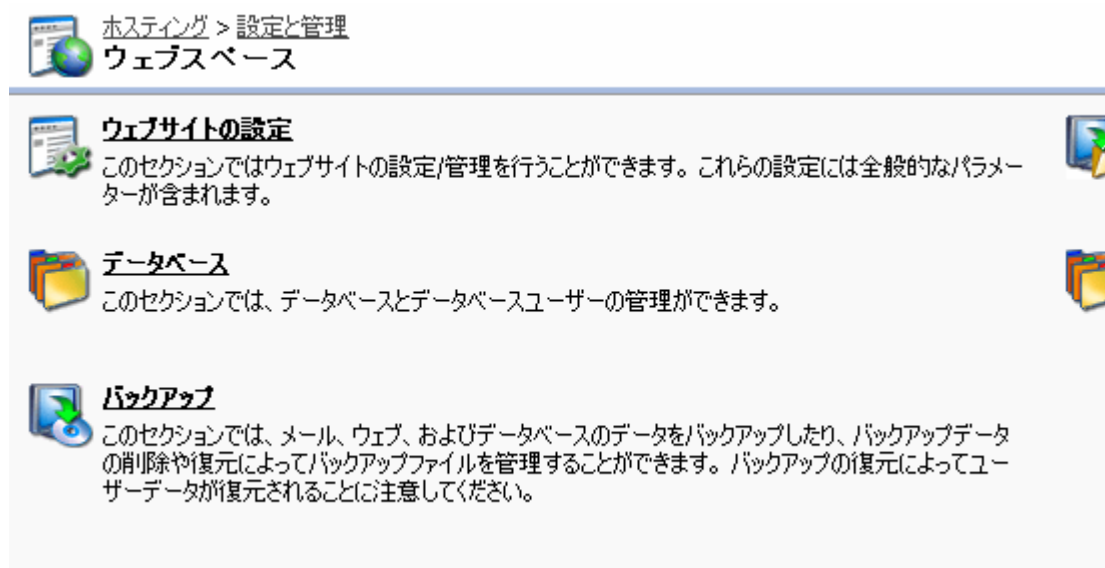 ホスティング > 設定と管理
ウェブスペース
ウェブサイトの設定
このセクションではウェブサイトの設定/管理を行うことができます。これらの設定には全般的なパラメー
ターが含まれます。
データベース
このセクションでは、データベースとデータベースユーザーの管理ができます。
バックアップ
このセクションでは、メール、ウェブ、およびデータベースのデータをバックアップしたり、バックアップデータ
の削除や復元によってバックアップファイルを管理することができます。バックアップの復元によってユー
ザーデータが復元されることに注意してください。